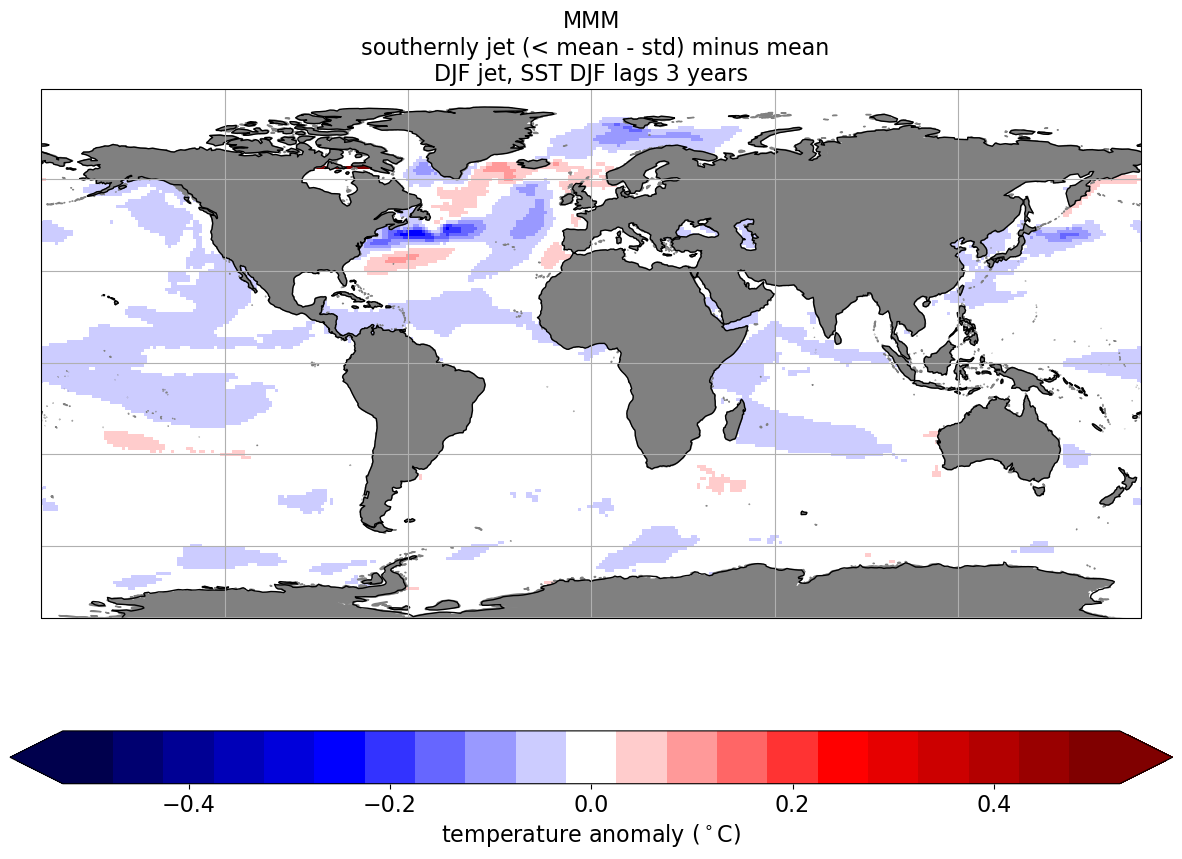 MMM
southernly jet (< mean - std) minus mean
DJF jet, SST DJF lags 3 years
−0.4 −0.2 0.0 0.2 0.4
temperature anomaly (°C)